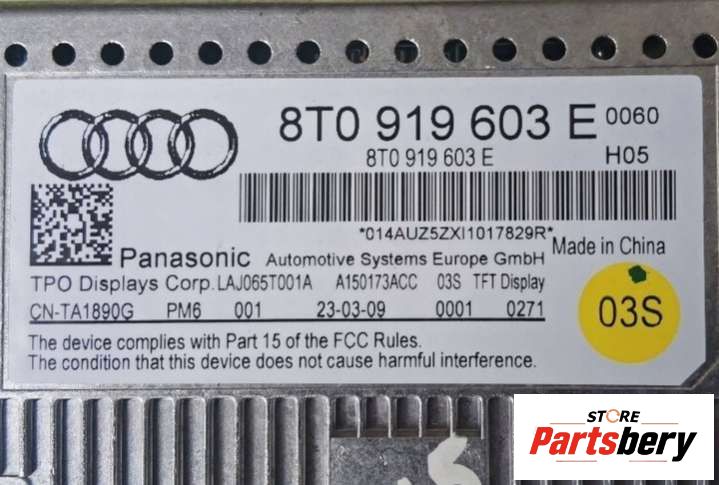 8T0 919 603 E 0060
8T0 919 603 E H05
*014AUZ5ZXI1017829R*
Made in China
Panasonic Automotive Systems Europe GmbH
TPO Displays Corp. LAJ065T001A A150173ACC 03S TFT Display
CN-TA1890G PM6 001 23-03-09 0001 0271
03S
The device complies with Part 15 of the FCC Rules.
The condition that this device does not cause harmful interference.
STORE
Partsbery